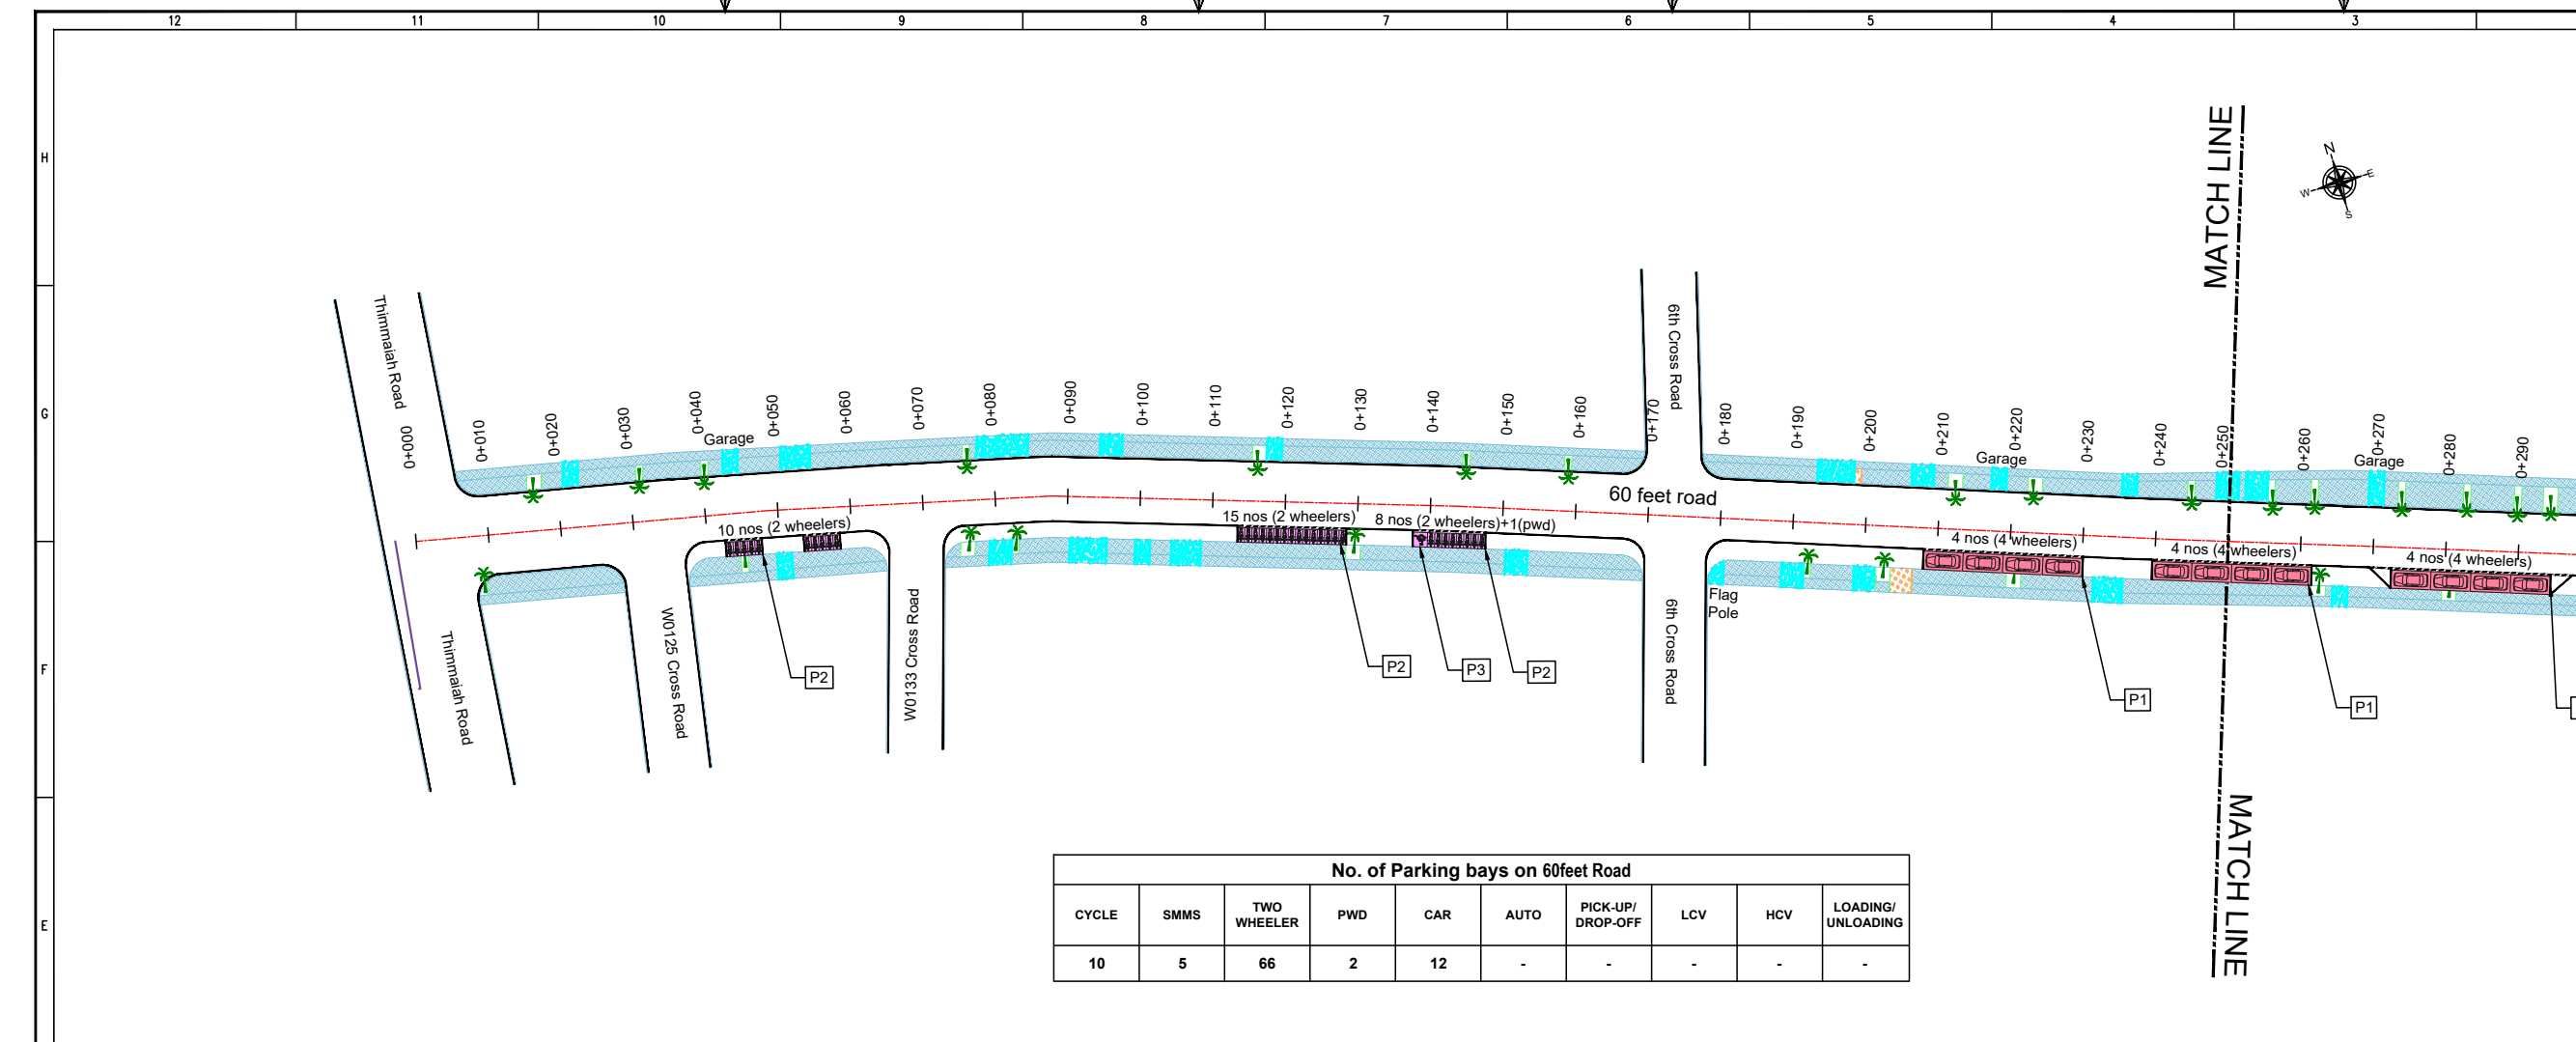 12 11 10 9 8 7 6 5 4 3
H
G
F
E
MATCH LINE
N
E
W
S
Thimmaiah Road
6th Cross Road
0+000
0+010
0+020
0+030
0+040
0+050
0+060
0+070
0+080
0+090
0+100
0+110
0+120
0+130
0+140
0+150
0+160
0+170
0+180
0+190
0+200
0+210
0+220
0+230
0+240
0+250
0+260
0+270
0+280
0+290
Garage
Garage
Garage
60 feet road
10 nos (2 wheelers)
15 nos (2 wheelers)
8 nos (2 wheelers)+1(pwd)
4 nos (4 wheelers)
4 nos (4 wheelers)
4 nos (4 wheelers)
Flag
Pole
Thimmaiah Road
W0125 Cross Road
W0133 Cross Road
6th Cross Road
P2
P2
P3
P2
P1
P1
MATCH LINE
No. of Parking bays on 60feet Road
CYCLE SMMS TWO WHEELER PWD CAR AUTO PICK-UP/ DROP-OFF LCV HCV LOADING/ UNLOADING
10 5 66 2 12 - - - - -